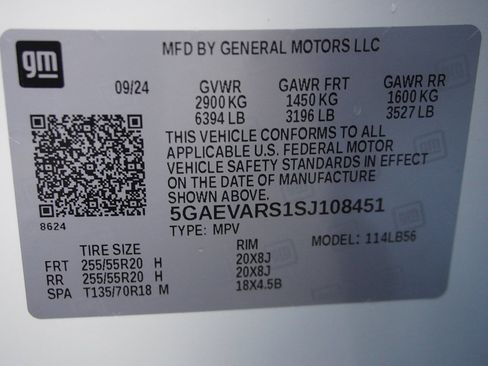 gm
MFD BY GENERAL MOTORS LLC
09/24 GVWR GAWR FRT GAWR RR
2900 KG 1450 KG 1600 KG
6394 LB 3196 LB 3527 LB
THIS VEHICLE CONFORMS TO ALL
APPLICABLE U.S. FEDERAL MOTOR
VEHICLE SAFETY STANDARDS IN EFFECT
ON THE DATE OF MANUFACTURE SHOWN
ABOVE.
5GAEVARS1SJ108451
8624
TYPE: MPV MODEL: 114LB56
TIRE SIZE RIM
FRT 255/55R20 H 20X8J
RR 255/55R20 H 20X8J
SPA T135/70R18 M 18X4.5B